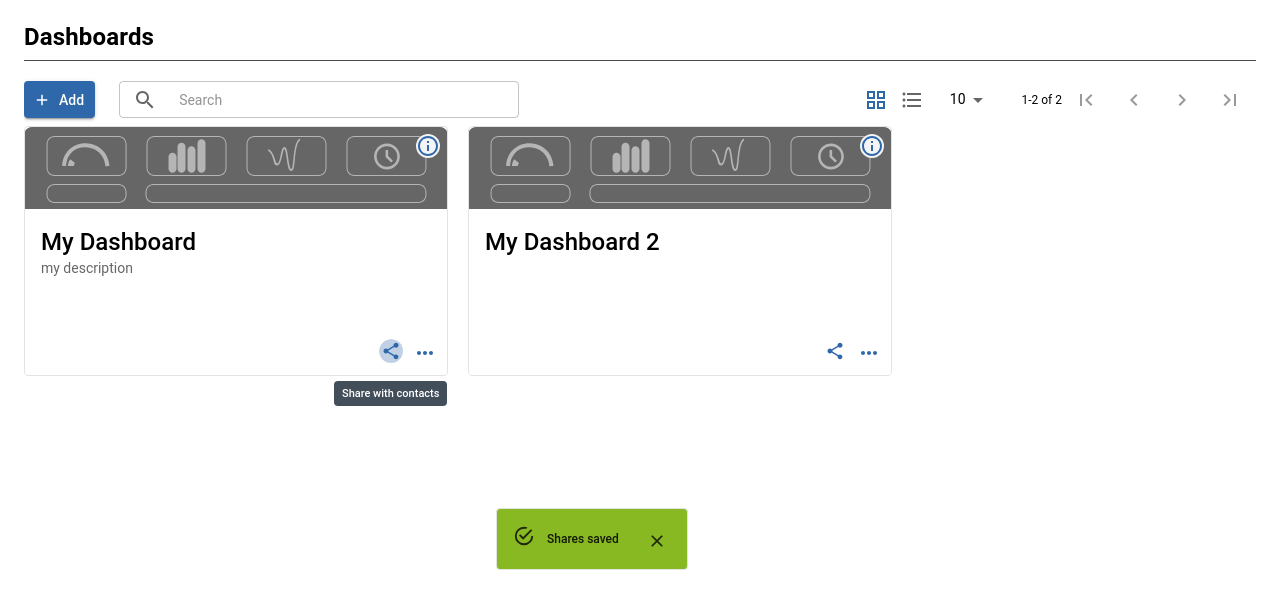 Dashboards
Add
Search
10
1-2 of 2
My Dashboard
my description
My Dashboard 2
Share with contacts
Shares saved